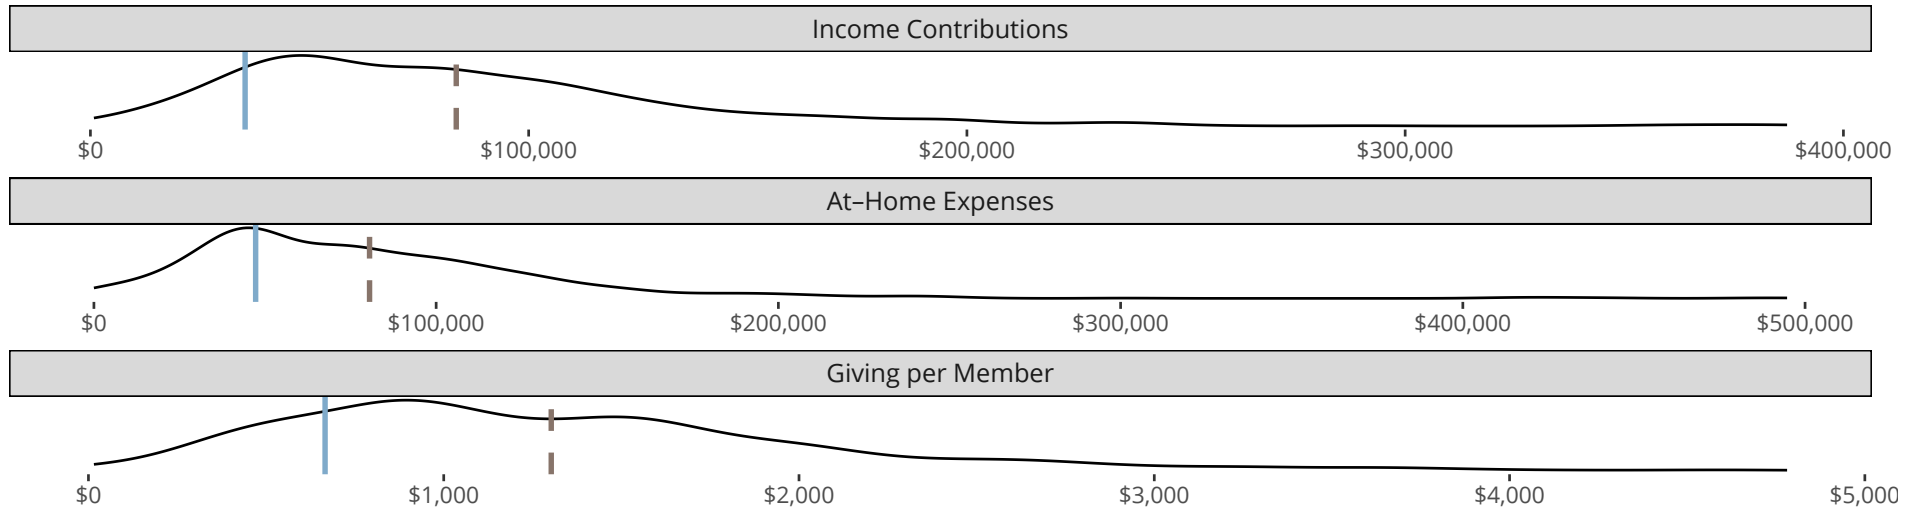 Income Contributions
$0 $100,000 $200,000 $300,000 $400,000
At–Home Expenses
$0 $100,000 $200,000 $300,000 $400,000 $500,000
Giving per Member
$0 $1,000 $2,000 $3,000 $4,000 $5,000